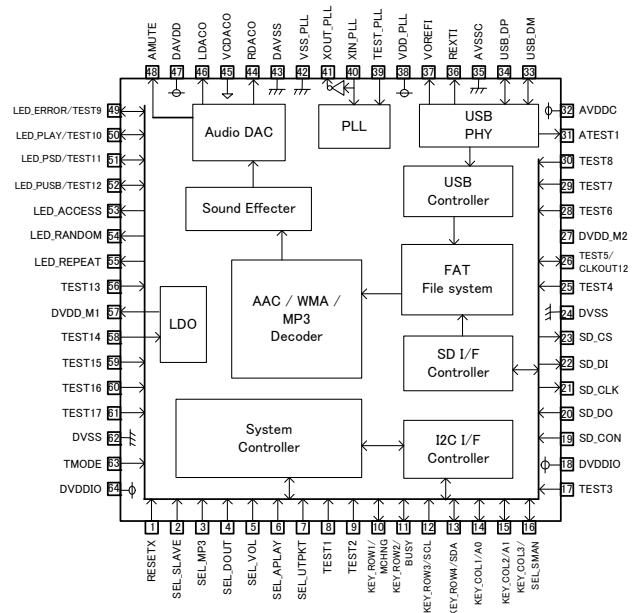 AMUTE
DAVDD
LDACO
VCDACO
RDACO
DAVSS
VSS_PLL
XOUT_PLL
XIN_PLL
TEST_PLL
VDD_PLL
VOREFI
REXTI
AVSSC
USB_DP
USB_DM
48 47 46 45 44 43 42 41 40 39 38 37 36 35 34 33
LED_ERROR/TEST9 49
LED_PLAY/TEST10 50
LED_PSD/TEST11 51
LED_PUSB/TEST12 52
LED_ACCESS 53
LED_RANDOM 54
LED_REPEAT 55
TEST13 56
DVDD_M1 57
TEST14 58
TEST15 59
TEST16 60
TEST17 61
DVSS 62
TMODE 63
DVDDIO 64
Audio DAC
PLL
USB
PHY
Sound Effecter
USB
Controller
AAC / WMA /
MP3
Decoder
FAT
File system
LDO
SD I/F
Controller
System
Controller
I2C I/F
Controller
32 AVDDC
31 ATEST1
30 TEST8
29 TEST7
28 TEST6
27 DVDD_M2
26 TEST5/
CLKOUT12
25 TEST4
24 DVSS
23 SD_CS
22 SD_DI
21 SD_CLK
20 SD_DO
19 SD_CON
18 DVDDIO
17 TEST3
1 2 3 4 5 6 7 8 9 10 11 12 13 14 15 16
RESETX
SEL_SLAVE
SEL_MP3
SEL_DOUT
SEL_VOL
SEL_APLAY
SEL_UTPKT
TEST1
TEST2
KEY_ROW1/
MCHNG
KEY_ROW2/
BUSY
KEY_ROW3/SCL
KEY_ROW4/SDA
KEY_COL1/A0
KEY_COL2/A1
KEY_COL3/
SEL_SMAN